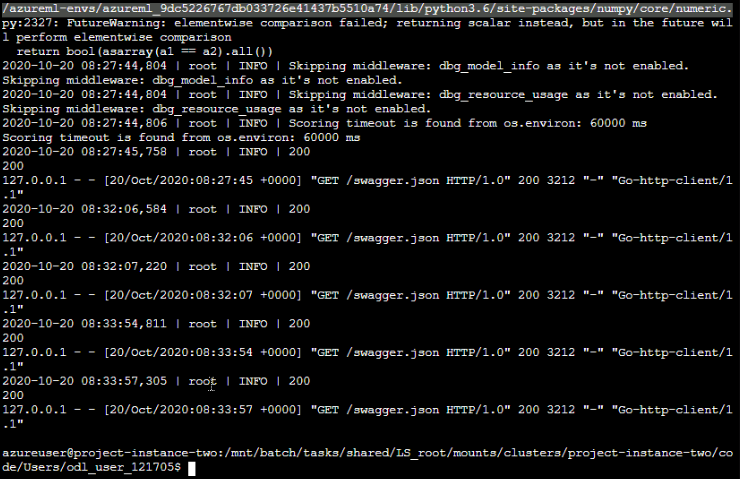 /azureml-envs/azureml_9dc5226767db033726e41437b5510a74/lib/python3.6/site-packages/numpy/core/numeric.
py:2327: FutureWarning: elementwise comparison failed; returning scalar instead, but in the future wil
l perform elementwise comparison
  return bool(asarray(a1 == a2).all())
2020-10-20 08:27:44,804 | root | INFO | Skipping middleware: dbg_model_info as it's not enabled.
Skipping middleware: dbg_model_info as it's not enabled.
2020-10-20 08:27:44,804 | root | INFO | Skipping middleware: dbg_resource_usage as it's not enabled.
Skipping middleware: dbg_resource_usage as it's not enabled.
2020-10-20 08:27:44,806 | root | INFO | Scoring timeout is found from os.environ: 60000 ms
Scoring timeout is found from os.environ: 60000 ms
2020-10-20 08:27:45,758 | root | INFO | 200
200
127.0.0.1 - - [20/Oct/2020:08:27:45 +0000] "GET /swagger.json HTTP/1.0" 200 3212 "-" "Go-http-client/1
.1"
2020-10-20 08:32:06,584 | root | INFO | 200
200
127.0.0.1 - - [20/Oct/2020:08:32:06 +0000] "GET /swagger.json HTTP/1.0" 200 3212 "-" "Go-http-client/1
.1"
2020-10-20 08:32:07,220 | root | INFO | 200
200
127.0.0.1 - - [20/Oct/2020:08:32:07 +0000] "GET /swagger.json HTTP/1.0" 200 3212 "-" "Go-http-client/1
.1"
2020-10-20 08:33:54,811 | root | INFO | 200
200
127.0.0.1 - - [20/Oct/2020:08:33:54 +0000] "GET /swagger.json HTTP/1.0" 200 3212 "-" "Go-http-client/1
.1"
2020-10-20 08:33:57,305 | root | INFO | 200
200
127.0.0.1 - - [20/Oct/2020:08:33:57 +0000] "GET /swagger.json HTTP/1.0" 200 3212 "-" "Go-http-client/1
.1"
azureuser@project-instance-two:/mnt/batch/tasks/shared/LS_root/mounts/clusters/project-instance-two/co
de/Users/odl_user_121705$